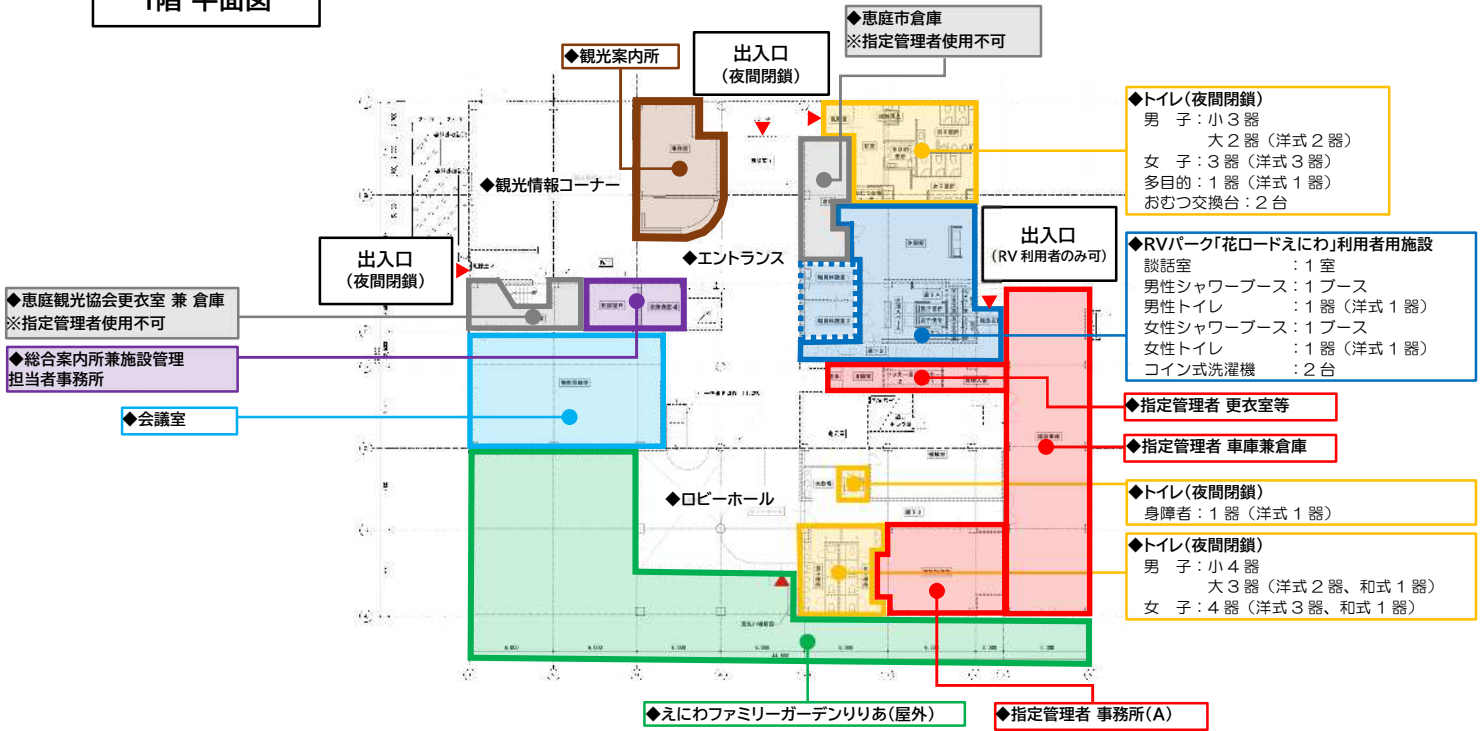 1階 平面図
◆恵庭市倉庫
※指定管理者使用不可
出入口
(夜間閉鎖)
◆観光案内所
◆トイレ(夜間閉鎖)
男　子：小３器
大２器（洋式２器）
女　子：３器（洋式３器）
多目的：１器（洋式１器）
おむつ交換台：２台
◆観光情報コーナー
出入口
(夜間閉鎖)
◆エントランス
出入口
(RV 利用者のみ可)
◆RVパーク「花ロードえにわ」利用者用施設
談話室　　　　　：１室
男性シャワーブース：１ブース
男性トイレ　　　：１器（洋式１器）
女性シャワーブース：１ブース
女性トイレ　　　：１器（洋式１器）
コイン式洗濯機　：２台
◆恵庭観光協会更衣室 兼 倉庫
※指定管理者使用不可
◆総合案内所兼施設管理
担当者事務所
◆会議室
◆指定管理者 更衣室等
◆指定管理者 車庫兼倉庫
◆ロビーホール
◆トイレ(夜間閉鎖)
身障者：１器（洋式１器）
◆トイレ(夜間閉鎖)
男　子：小４器
大３器（洋式２器、和式１器）
女　子：４器（洋式３器、和式１器）
◆えにわファミリーガーデンりりあ(屋外)
◆指定管理者 事務所(A)